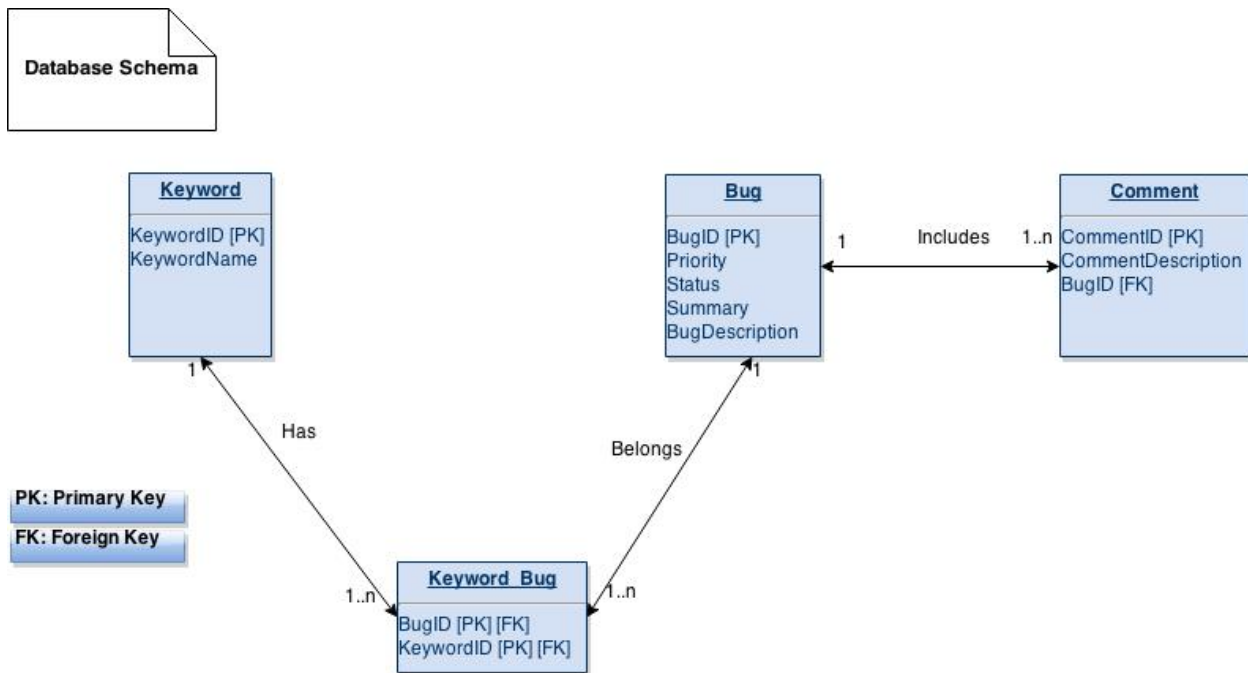 Database Schema
Keyword
KeywordID [PK]
KeywordName
Bug
BugID [PK]
Priority
Status
Summary
BugDescription
1
Includes
1..n
Comment
CommentID [PK]
CommentDescription
BugID [FK]
1
Has
1..n
1
Belongs
1..n
PK: Primary Key
FK: Foreign Key
Keyword_Bug
BugID [PK] [FK]
KeywordID [PK] [FK]